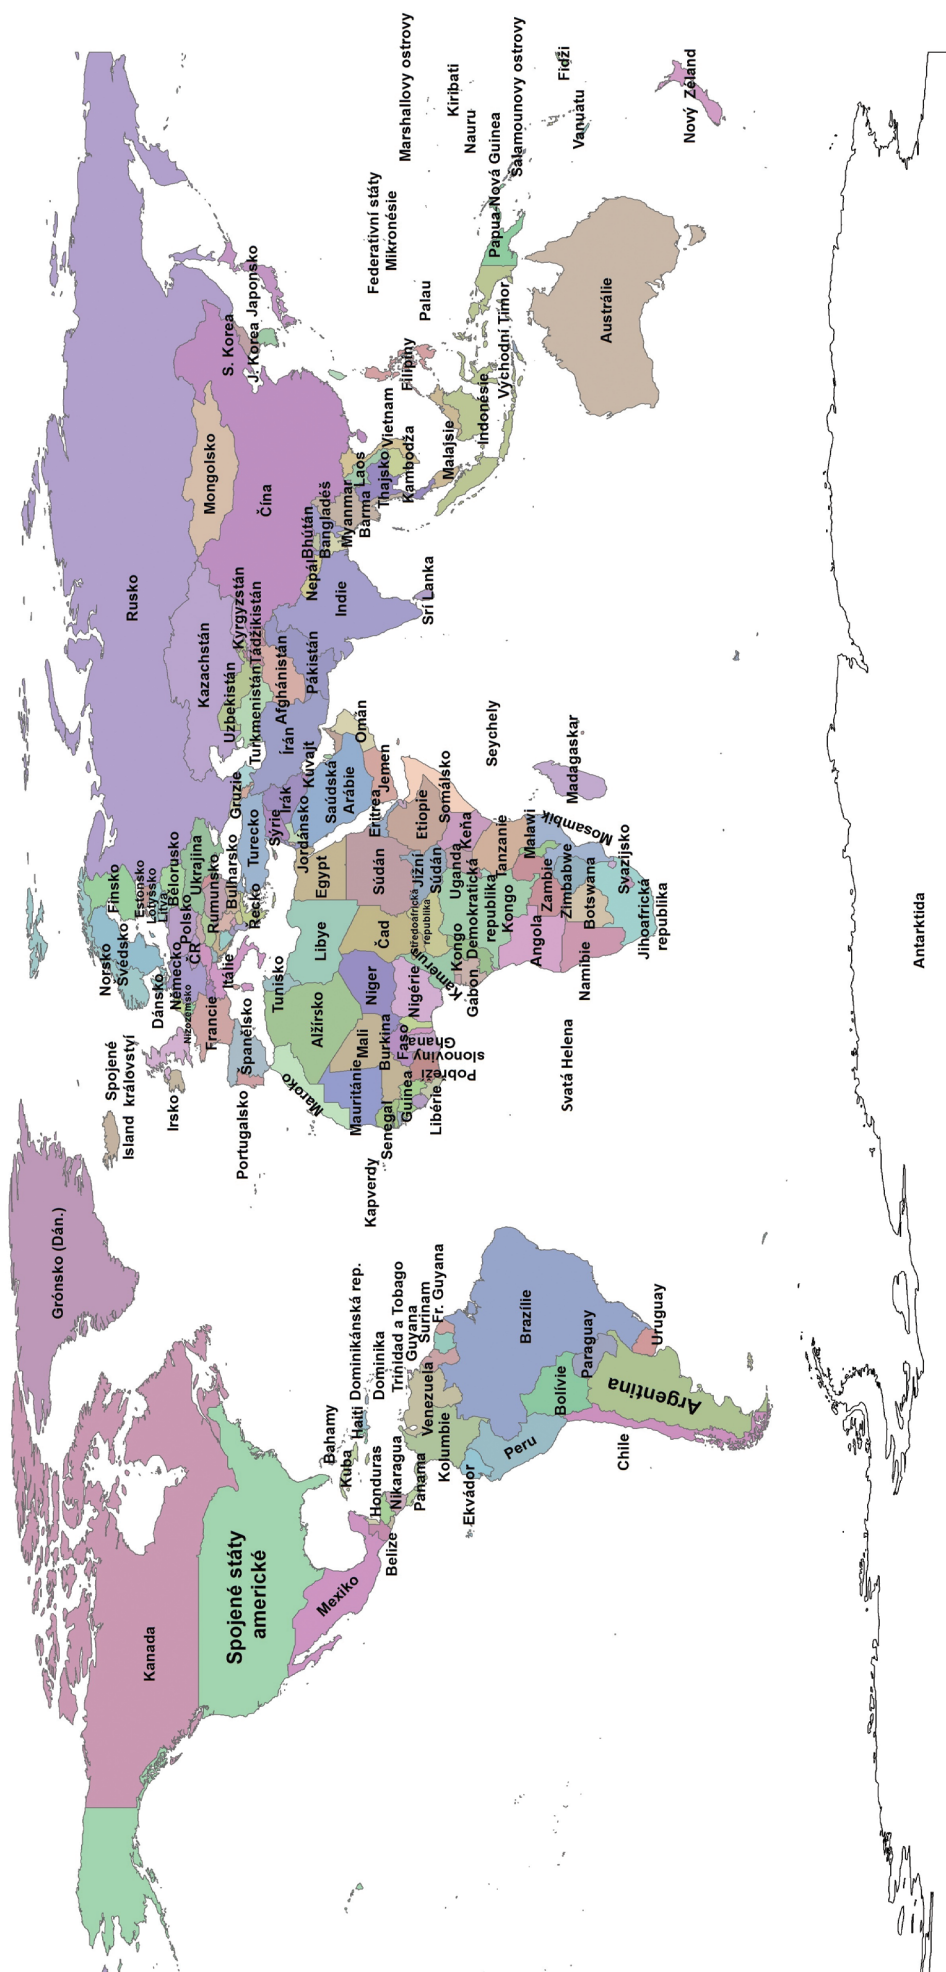 Grónsko (Dán.)
Kanada
Spojené státy
americké
Mexiko
Bahamy
Kuba
Haiti
Dominikánská rep.
Dominika
Trinidad a Tobago
Belize
Honduras
Nikaragua
Panama
Guyana
Surinam
Fr. Guyana
Venezuela
Kolumbie
Ekvádor
Peru
Brazílie
Bolívie
Paraguay
Uruguay
Argentina
Chile
Island
Spojené
království
Irsko
Norsko
Švédsko
Finsko
Estonsko
Lotyšsko
Litva
Bělorusko
Dánsko
Německo
Nizozemsko
Polsko
ČR
Ukrajina
Francie
Itálie
Rumunsko
Bulharsko
Řecko
Španělsko
Portugalsko
Rusko
Kazachstán
Mongolsko
Čína
S. Korea
J. Korea
Japonsko
Uzbekistán
Kyrgyzstán
Tádžikistán
Turkmenistán
Afghánistán
Gruzie
Turecko
Sýrie
Irák
Írán
Kuvajt
Jordánsko
Saúdská
Arábie
Omán
Jemen
Pákistán
Indie
Nepál
Bhútán
Bangladéš
Myanmar
Barma
Laos
Thajsko
Vietnam
Kambodža
Srí Lanka
Malajsie
Filipíny
Indonésie
Východní Timor
Palau
Federativní státy
Mikronésie
Marshallovy ostrovy
Kiribati
Nauru
Papua-Nová Guinea
Šalamounovy ostrovy
Vanuatu
Fidži
Austrálie
Nový Zéland
Maroko
Alžírsko
Tunisko
Libye
Egypt
Kapverdy
Mauritánie
Mali
Niger
Čad
Súdán
Eritrea
Senegal
Guinea
Libérie
Pobřeží
slonoviny
Ghana
Burkina
Faso
Nigérie
Kamerun
Středoafrická
republika
Jižní
Súdán
Etiopie
Somálsko
Gabon
Kongo
Demokratická
republika
Kongo
Uganda
Keňa
Tanzanie
Seychely
Angola
Zambie
Malawi
Mosambik
Madagaskar
Zimbabwe
Namibie
Botswana
Svazijsko
Jihoafrická
republika
Svatá Helena
Antarktida